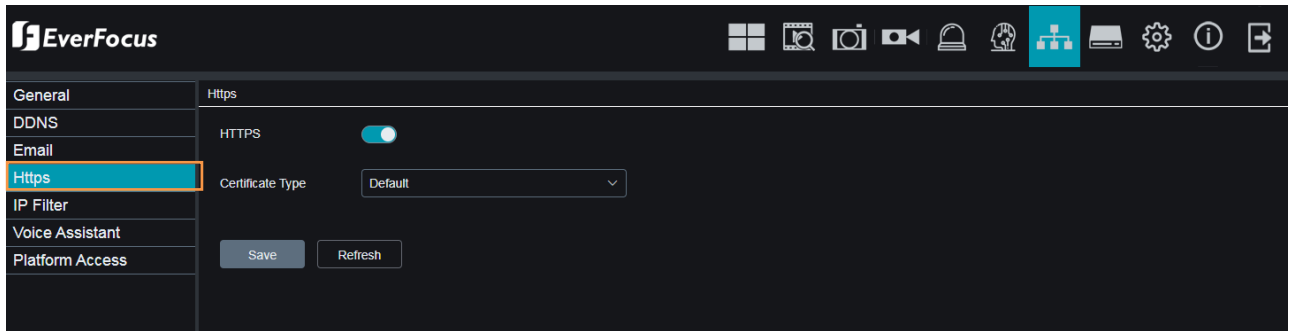 EverFocus
General
DDNS
Email
Https
IP Filter
Voice Assistant
Platform Access
Https
HTTPS
Certificate Type
Default
Save
Refresh